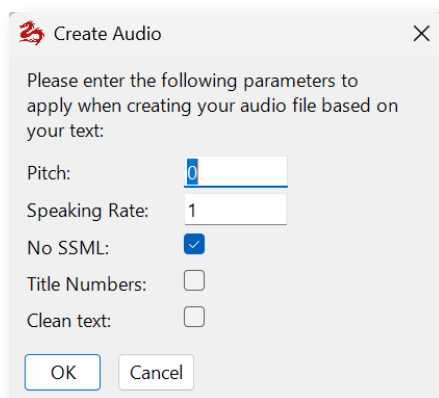 Create Audio
Please enter the following parameters to
apply when creating your audio file based on
your text:
Pitch: 0
Speaking Rate: 1
No SSML:
Title Numbers:
Clean text:
OK Cancel